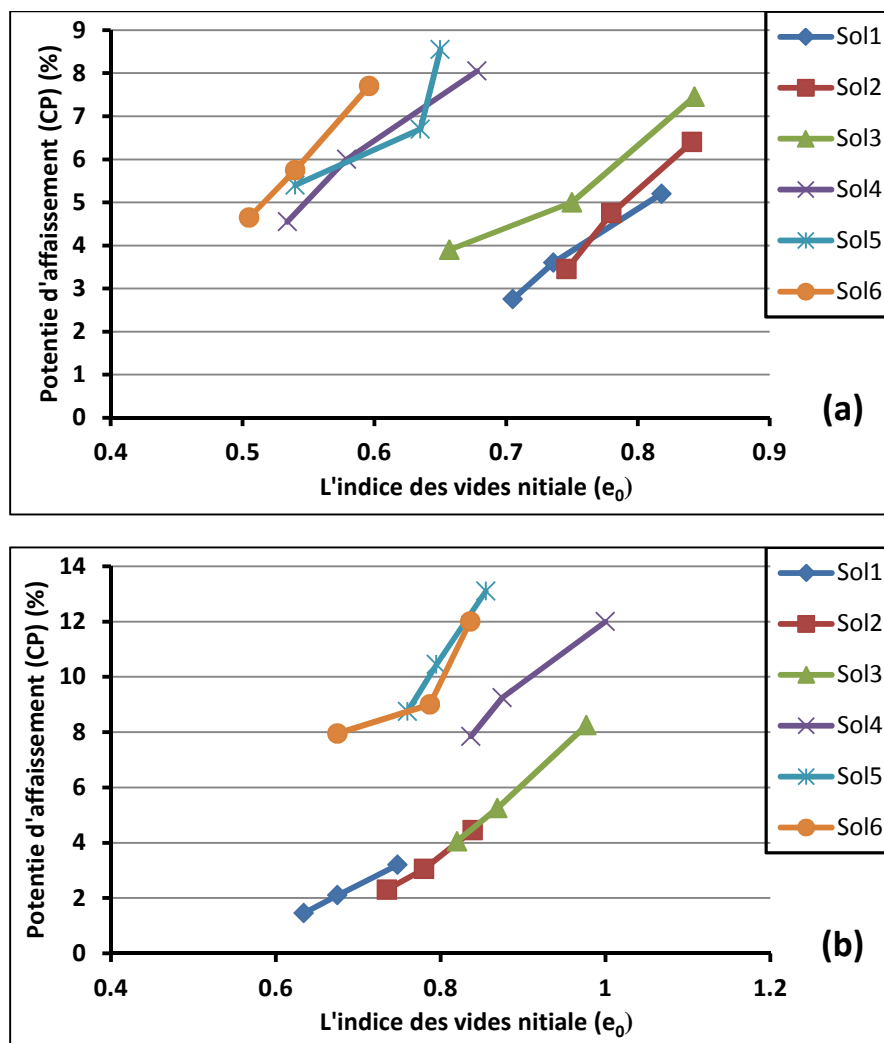 Potentie d'affaissement (CP) (%)
9
8
7
6
5
4
3
2
1
0
0.4 0.5 0.6 0.7 0.8 0.9
L'indice des vides nitiale (e₀)
Sol1
Sol2
Sol3
Sol4
Sol5
Sol6
(a)
Potentie d'affaissement (CP) (%)
14
12
10
8
6
4
2
0
0.4 0.6 0.8 1 1.2
L'indice des vides nitiale (e₀)
Sol1
Sol2
Sol3
Sol4
Sol5
Sol6
(b)